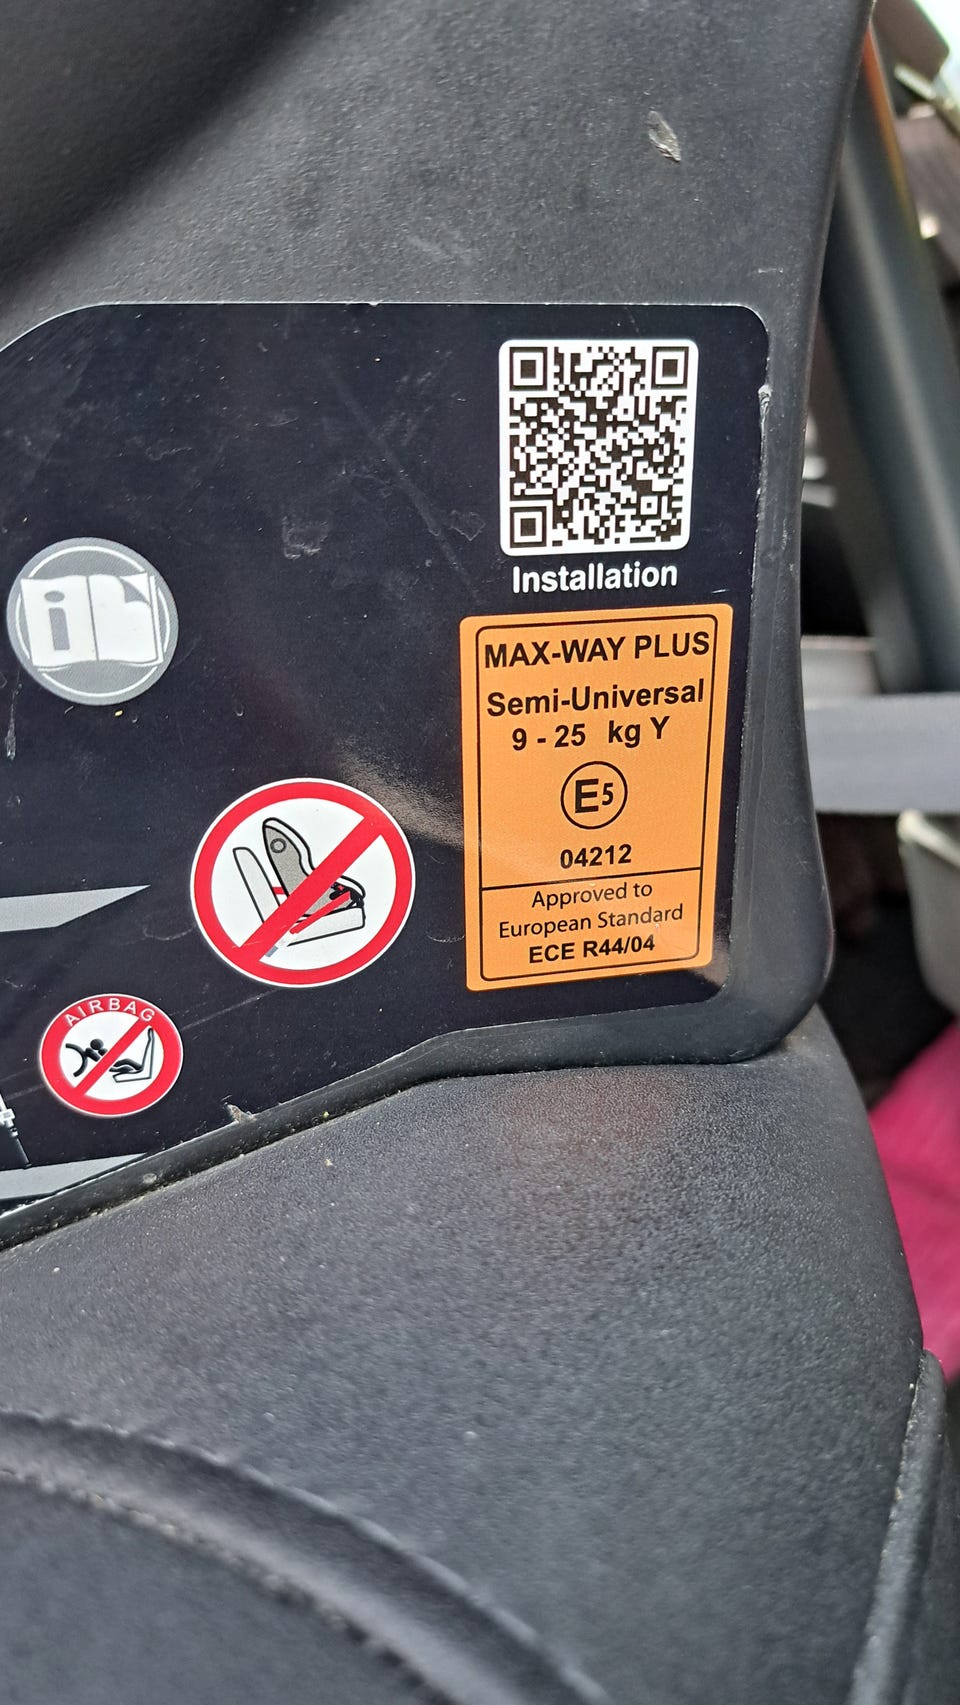 Installation
MAX-WAY PLUS
Semi-Universal
9 - 25 kg Y
E5
04212
Approved to
European Standard
ECE R44/04
i
AIRBAG